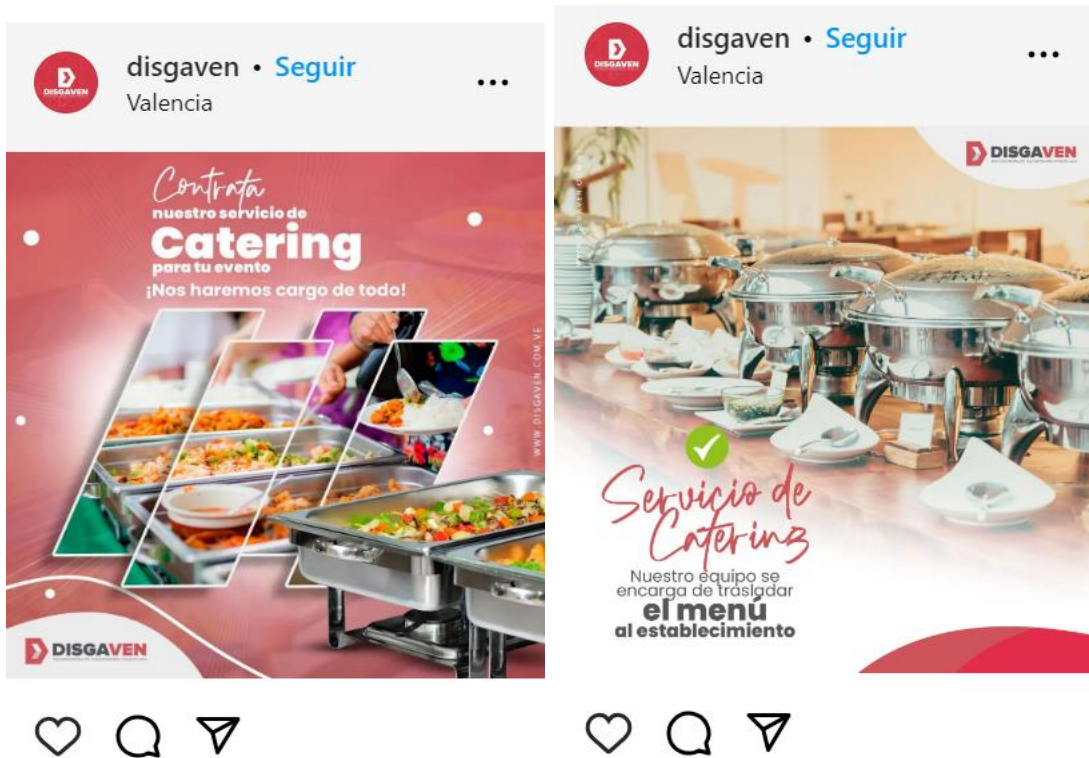 disgaven • Seguir
Valencia
DISGAVEN
Contrata
nuestro servicio de
Catering
para tu evento
¡Nos haremos cargo de todo!
WWW.DISGAVEN.COM.VE
DISGAVEN
disgaven • Seguir
Valencia
DISGAVEN
DISGAVEN
Servicio de
Catering
Nuestro equipo se
encarga de trasladar
el menú
al establecimiento